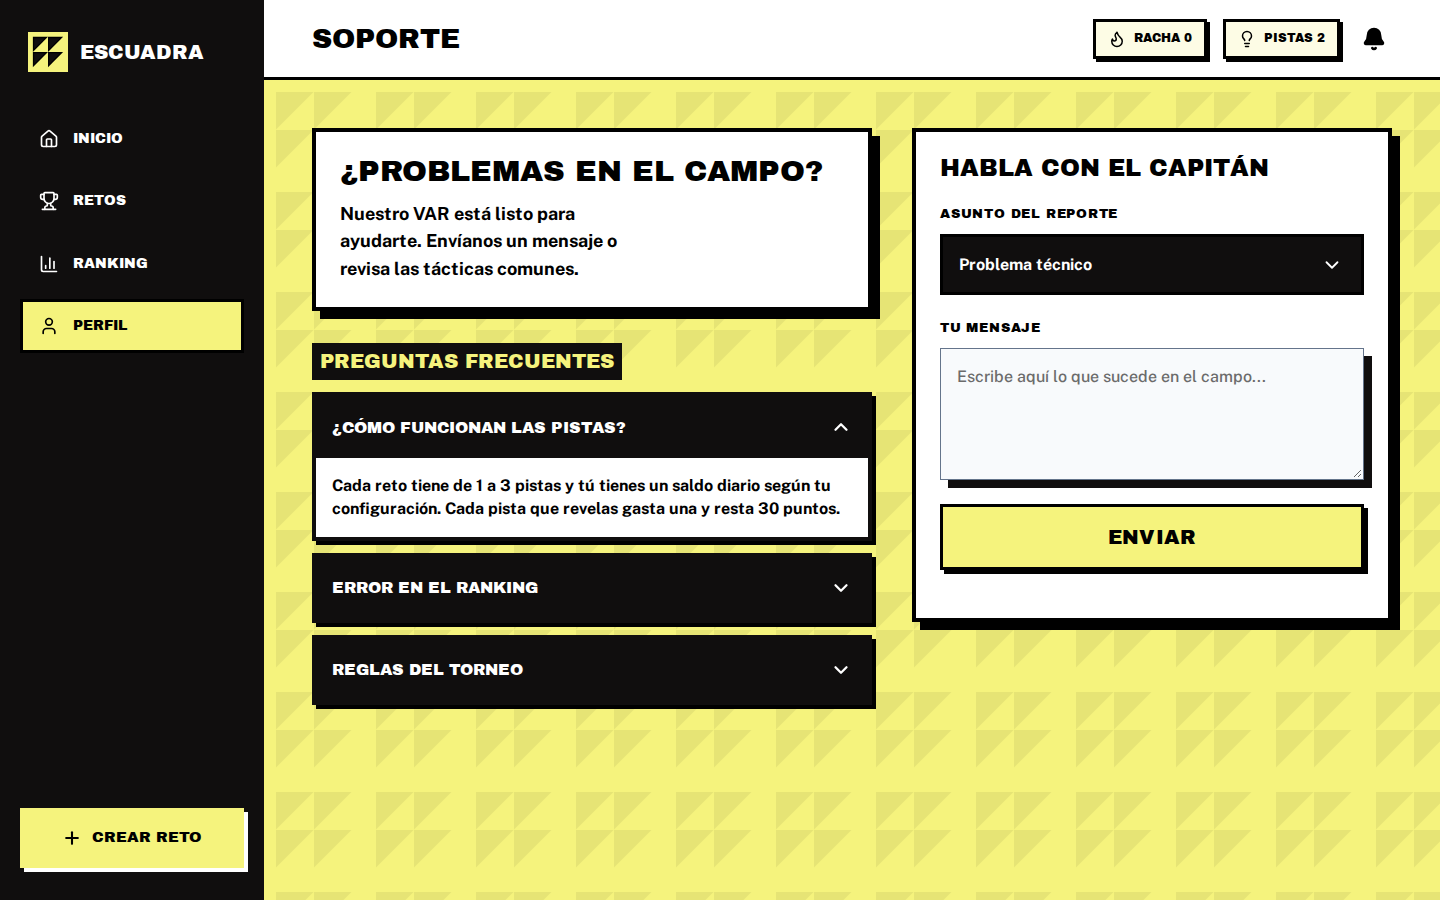 ESCUADRA
INICIO
RETOS
RANKING
PERFIL
CREAR RETO
SOPORTE
RACHA 0
PISTAS 2
¿PROBLEMAS EN EL CAMPO?
Nuestro VAR está listo para
ayudarte. Envíanos un mensaje o
revisa las tácticas comunes.
PREGUNTAS FRECUENTES
¿CÓMO FUNCIONAN LAS PISTAS?
Cada reto tiene de 1 a 3 pistas y tú tienes un saldo diario según tu
configuración. Cada pista que revelas gasta una y resta 30 puntos.
ERROR EN EL RANKING
REGLAS DEL TORNEO
HABLA CON EL CAPITÁN
ASUNTO DEL REPORTE
Problema técnico
TU MENSAJE
Escribe aquí lo que sucede en el campo...
ENVIAR